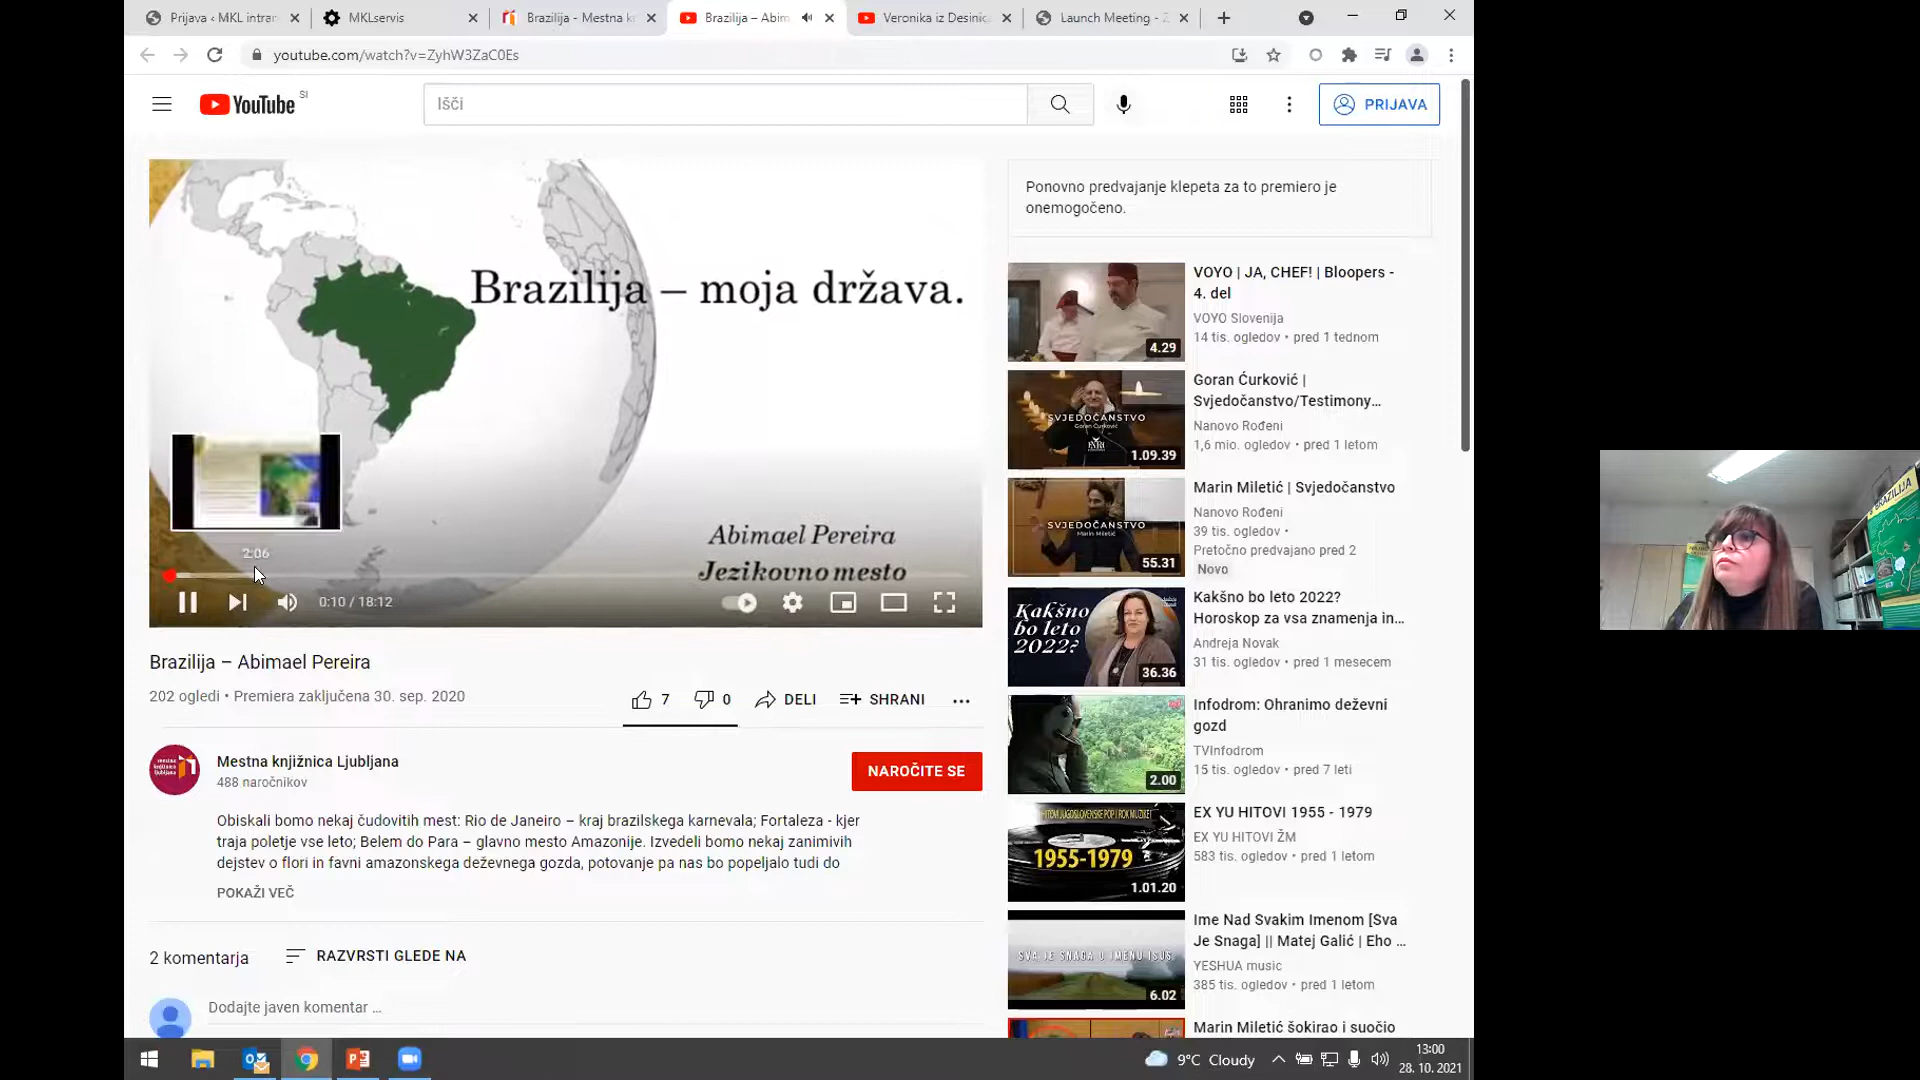 Prijava ‹ MKL intran
MKLservis
Brazilija - Mestna k
Brazilija – Abim
Veronika iz Desinic
Launch Meeting - Z
youtube.com/watch?v=ZyhW3ZaC0Es
YouTube SI
Išči
PRIJAVA
Brazilija – moja država.
Abimael Pereira
Jezikovno mesto
2:06
0:10 / 18:12
Brazilija – Abimael Pereira
202 ogledi • Premiera zaključena 30. sep. 2020
7
0
DELI
SHRANI
Mestna knjižnica Ljubljana
488 naročnikov
NAROČITE SE
Obiskali bomo nekaj čudovitih mest: Rio de Janeiro – kraj brazilskega karnevala; Fortaleza - kjer
traja poletje vse leto; Belem do Para – glavno mesto Amazonije. Izvedeli bomo nekaj zanimivih
dejstev o flori in favni amazonskega deževnega gozda, potovanje pa nas bo popeljalo tudi do
POKAŽI VEČ
2 komentarja
RAZVRSTI GLEDE NA
Dodajte javen komentar ...
Ponovno predvajanje klepeta za to premiero je
onemogočeno.
4.29
VOYO | JA, CHEF! | Bloopers -
4. del
VOYO Slovenija
14 tis. ogledov • pred 1 tednom
SVJEDOČANSTVO
Goran Ćurković
1.09.39
Goran Ćurković |
Svjedočanstvo/Testimony...
Nanovo Rođeni
1,6 mio. ogledov • pred 1 letom
SVJEDOČANSTVO
Marin Miletić
55.31
Marin Miletić | Svjedočanstvo
Nanovo Rođeni
39 tis. ogledov •
Pretočno predvajano pred 2
Novo
Kakšno
bo leto
2022?
36.36
Kakšno bo leto 2022?
Horoskop za vsa znamenja in...
Andreja Novak
31 tis. ogledov • pred 1 mesecem
2.00
Infodrom: Ohranimo deževni
gozd
TVInfodrom
15 tis. ogledov • pred 7 leti
1955-1979
1.01.20
EX YU HITOVI 1955 - 1979
EX YU HITOVI ŽM
583 tis. ogledov • pred 1 letom
SVA JE SNAGA U IMENU ISUS
6.02
Ime Nad Svakim Imenom [Sva
Je Snaga] || Matej Galić | Eho ...
YESHUA music
385 tis. ogledov • pred 1 letom
Marin Miletić šokirao i suočio
BRAZILIJA
9°C Cloudy
13:00
28. 10. 2021